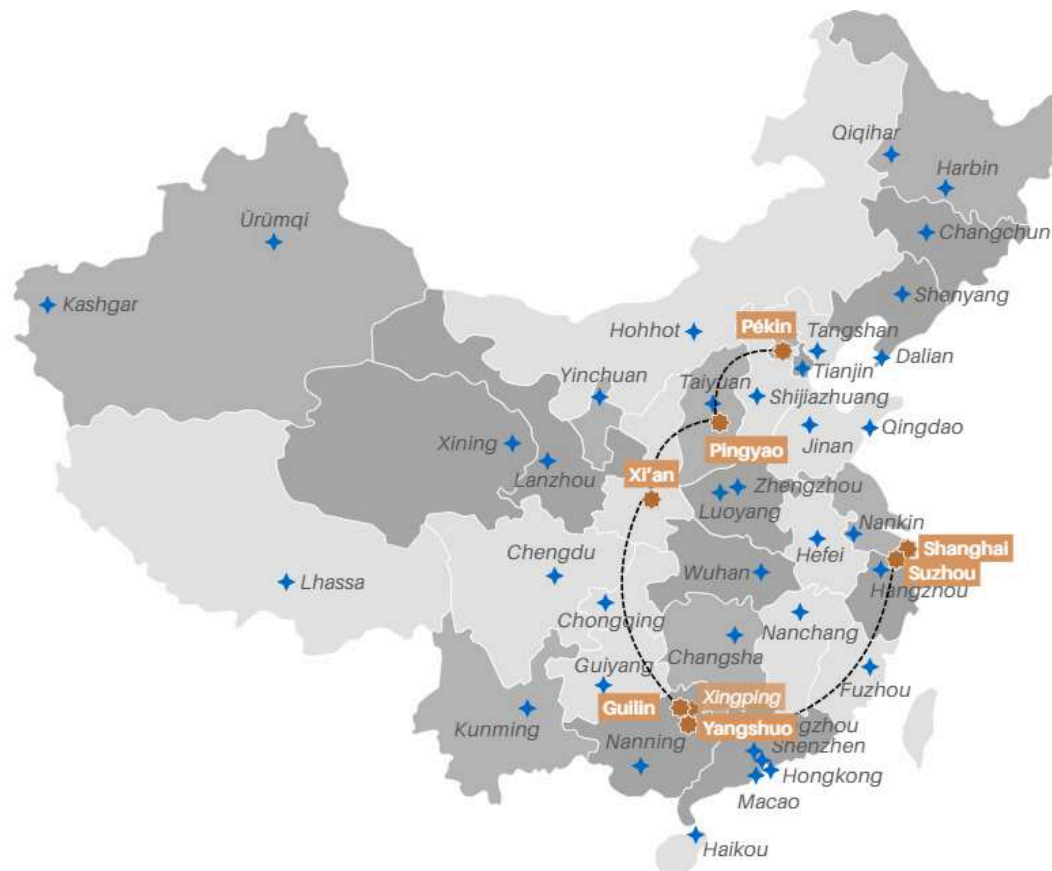 Qiqihar
Harbin
Ürümqi
Changchun
Kashgar
Shenyang
Pékin
Hohhot
Tangshan
Dalian
Tianjin
Yinchuan
Taiyuan
Shijiazhuang
Xining
Jinan
Qingdao
Pingyao
Xi'an
Lanzhou
Zhengzhou
Luoyang
Nankin
Chengdu
Hefei
Shanghai
Wuhan
Suzhou
Lhassa
Hangzhou
Chongqing
Nanchang
Changsha
Guiyang
Fuzhou
Xingping
Guilin
Kunming
Yangshuo
gzhou
Nanning
Shenzhen
Hongkong
Macao
Haikou